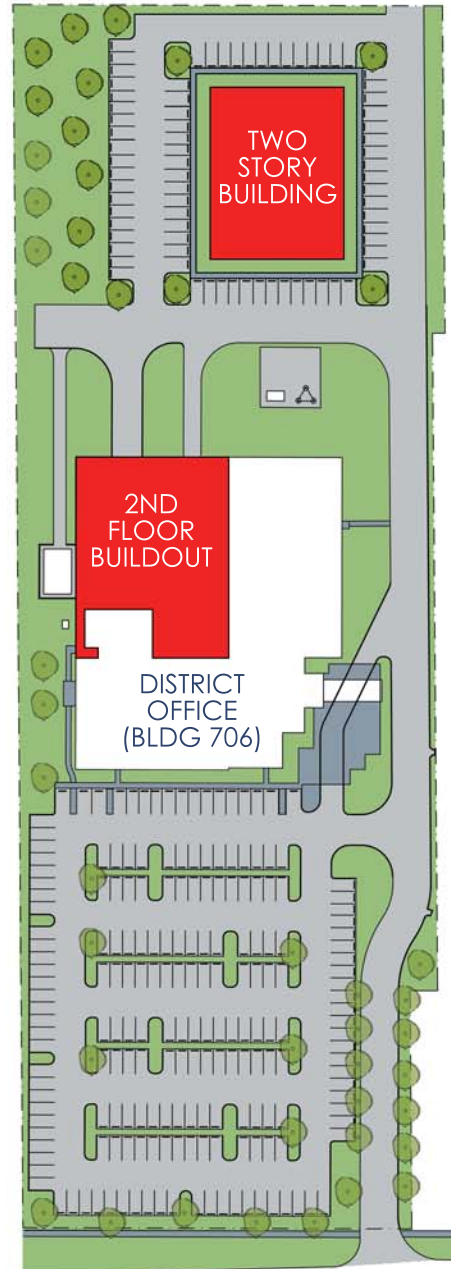 TWO
STORY
BUILDING
2ND
FLOOR
BUILDOUT
DISTRICT
OFFICE
(BLDG 706)